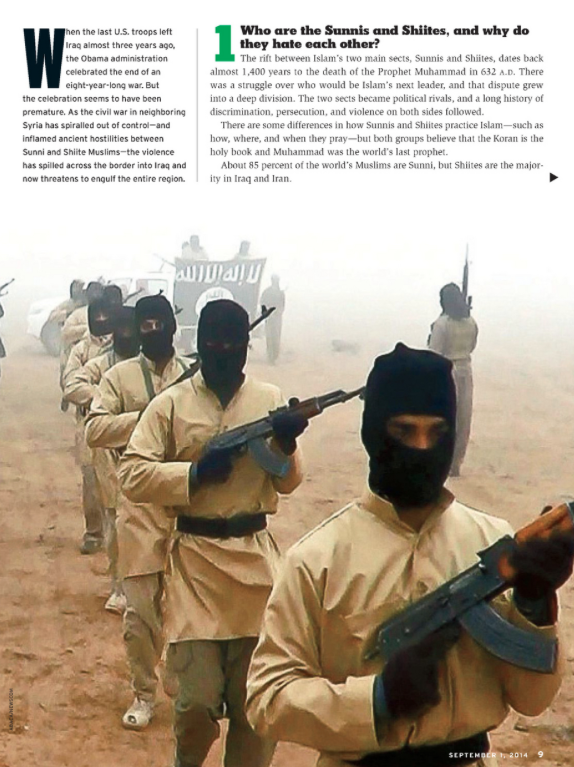 When the last U.S. troops left
Iraq almost three years ago,
the Obama administration
celebrated the end of an
eight-year-long war. But
the celebration seems to have been
premature. As the civil war in neighboring
Syria has spiralled out of control—and
inflamed ancient hostilities between
Sunni and Shiite Muslims—the violence
has spilled across the border into Iraq and
now threatens to engulf the entire region.
1 Who are the Sunnis and Shiites, and why do
they hate each other?
The rift between Islam's two main sects, Sunnis and Shiites, dates back
almost 1,400 years to the death of the Prophet Muhammad in 632 A.D. There
was a struggle over who would be Islam's next leader, and that dispute grew
into a deep division. The two sects became political rivals, and a long history of
discrimination, persecution, and violence on both sides followed.
There are some differences in how Sunnis and Shiites practice Islam—such as
how, where, and when they pray—but both groups believe that the Koran is the
holy book and Muhammad was the world's last prophet.
About 85 percent of the world's Muslims are Sunni, but Shiites are the major-
ity in Iraq and Iran.
لا إله إلا الله
SEPTEMBER 1, 2014 9